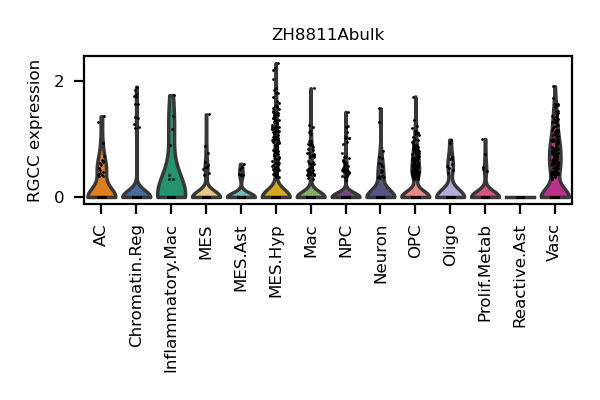 ZH8811Abulk
RGCC expression
2
0
AC
Chromatin.Reg
Inflammatory.Mac
MES
MES.Ast
MES.Hyp
Mac
NPC
Neuron
OPC
Oligo
Prolif.Metab
Reactive.Ast
Vasc